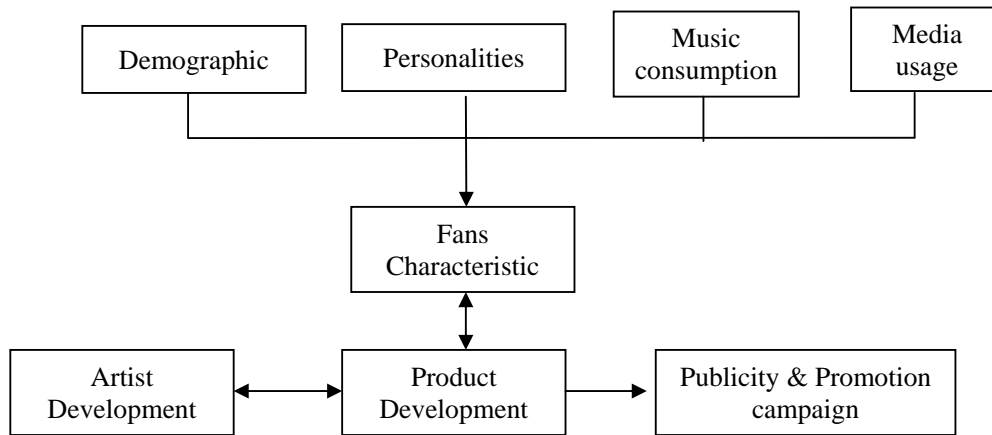 Demographic
Personalities
Music
consumption
Media
usage
Fans
Characteristic
Artist
Development
Product
Development
Publicity & Promotion
campaign